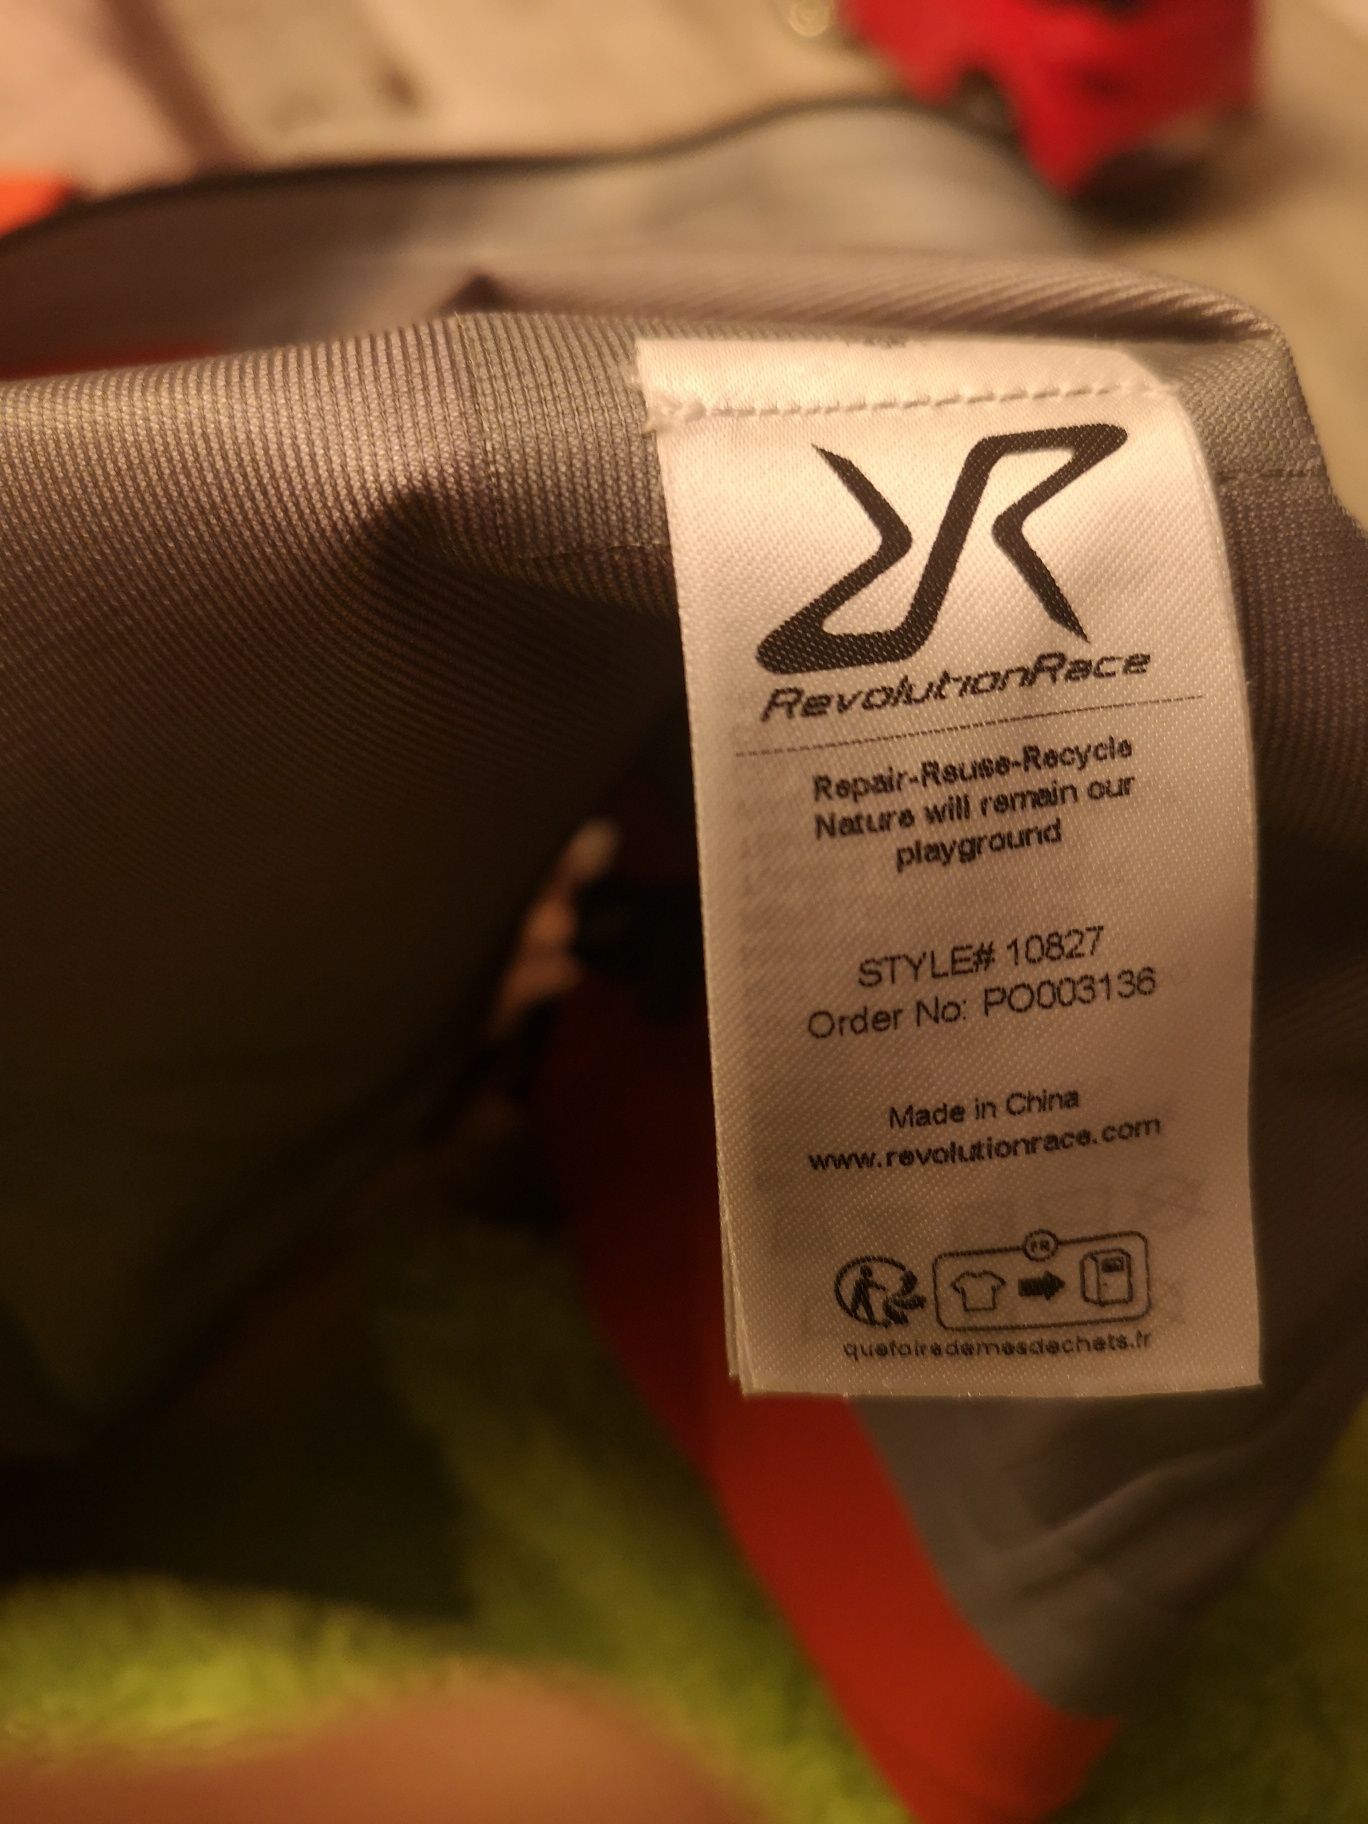 RevolutionRace
Repair-Reuse-Recycle
Nature will remain our
playground
STYLE# 10827
Order No: PO003136
Made in China
www.revolutionrace.com
FR
quefairedemesdechets.fr